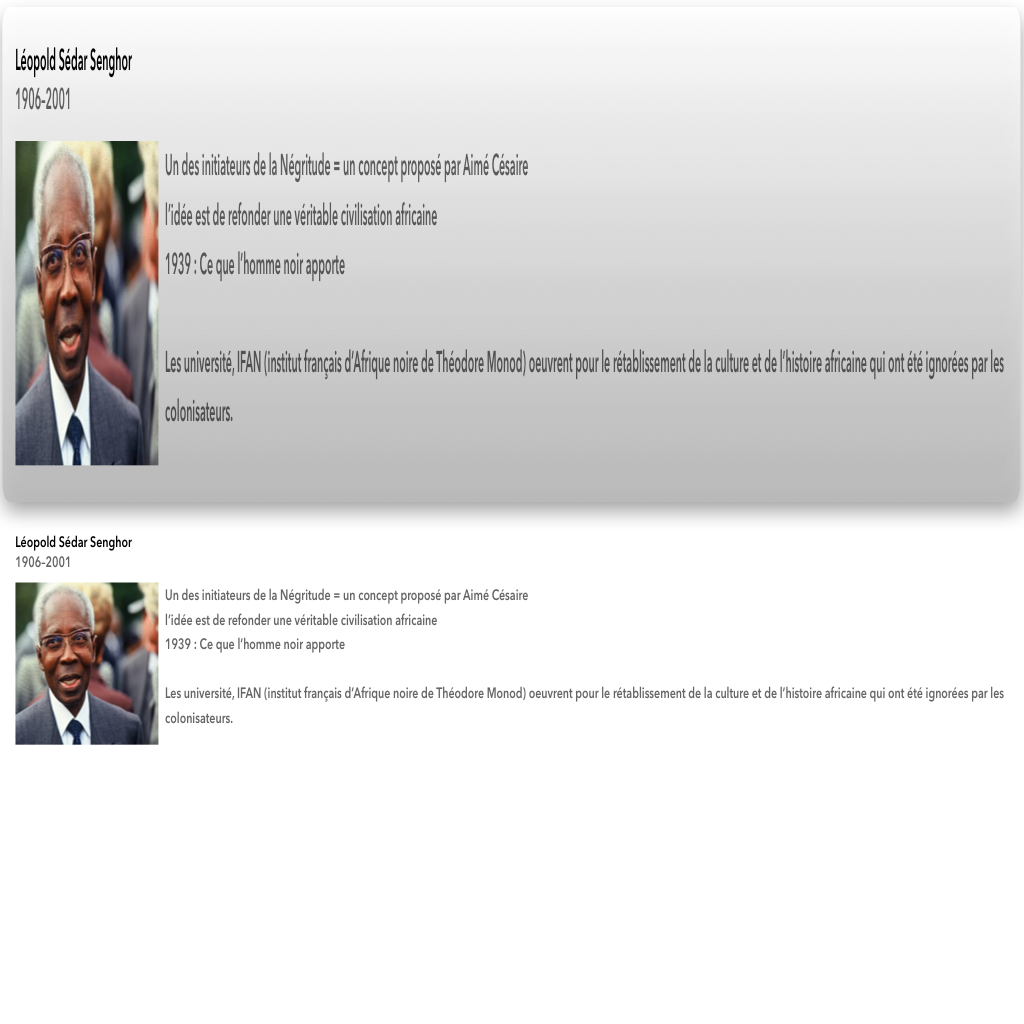 Léopold Sédar Senghor
1906-2001
Un des initiateurs de la Négritude = un concept proposé par Aimé Césaire
l'idée est de refonder une véritable civilisation africaine
1939 : Ce que l'homme noir apporte
Les université, IFAN (institut français d'Afrique noire de Théodore Monod) oeuvrent pour le rétablissement de la culture et de l'histoire africaine qui ont été ignorées par les
colonisateurs.
Léopold Sédar Senghor
1906-2001
Un des initiateurs de la Négritude = un concept proposé par Aimé Césaire
l'idée est de refonder une véritable civilisation africaine
1939 : Ce que l'homme noir apporte
Les université, IFAN (institut français d'Afrique noire de Théodore Monod) oeuvrent pour le rétablissement de la culture et de l'histoire africaine qui ont été ignorées par les
colonisateurs.